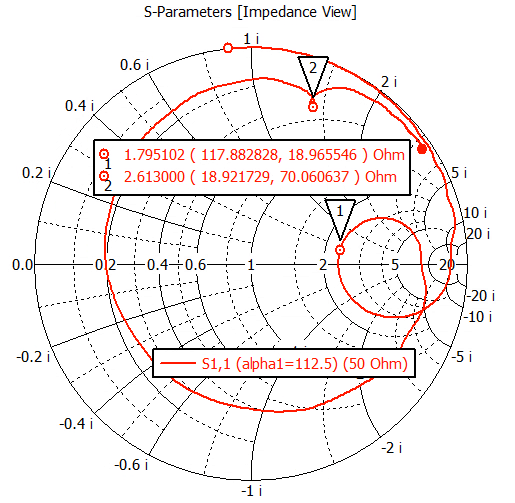 S-Parameters [Impedance View]
1 i
0.6 i
2 i
2
0.4 i
1.795102 ( 117.882828, 18.965546 ) Ohm
1
2.613000 ( 18.921729, 70.060637 ) Ohm
2
0.2 i
5 i
1
10 i
20 i
0.0
0.2
0.4
0.6
1
2
5
20
-20 i
-10 i
-0.2 i
-5 i
S1,1 (alpha1=112.5) (50 Ohm)
-0.4 i
-2 i
-0.6 i
-1 i